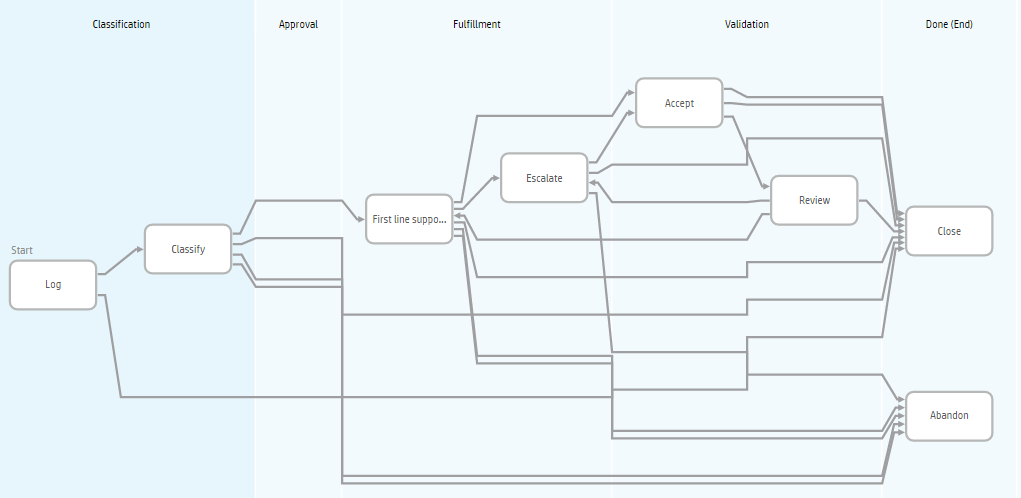 Classification
Approval
Fulfillment
Validation
Done (End)
Accept
Escalate
Review
First line suppo...
Close
Classify
Start
Log
Abandon